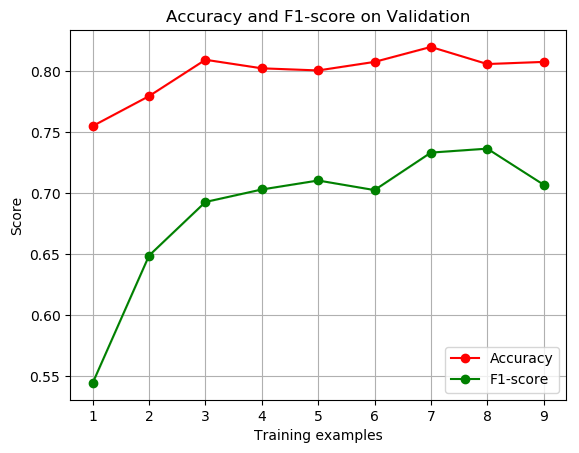 Accuracy and F1-score on Validation
Score
0.80
0.75
0.70
0.65
0.60
0.55
Accuracy
F1-score
1 2 3 4 5 6 7 8 9
Training examples